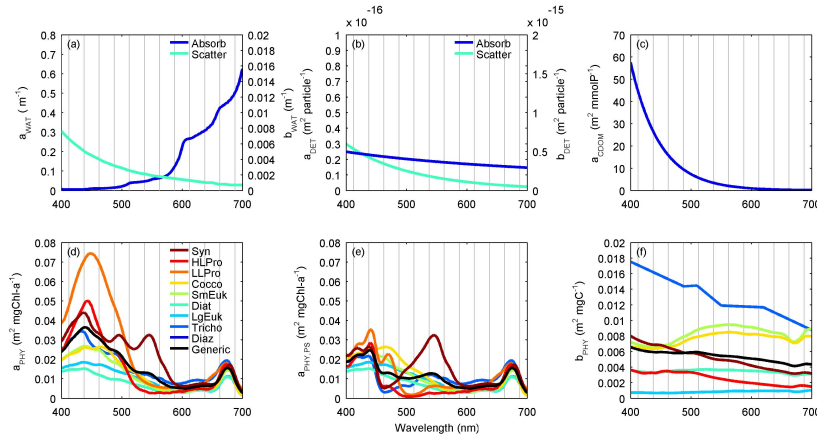 x 10⁻¹⁶
x 10⁻¹⁵
(a)
Absorb
Scatter
0.8
0.7
0.6
0.5
0.4
0.3
0.2
0.1
0
a_WAT (m⁻¹)
0.02
0.018
0.016
0.014
0.012
0.01
0.008
0.006
0.004
0.002
0
b_WAT (m⁻¹)
400 500 600 700
(b)
Absorb
Scatter
1
0.9
0.8
0.7
0.6
0.5
0.4
0.3
0.2
0.1
0
a_DET (m² particle⁻¹)
2
1.5
1
0.5
0
b_DET (m² particle⁻¹)
400 500 600 700
(c)
70
60
50
40
30
20
10
0
a_CDOM (m² mmolP⁻¹)
400 500 600 700
(d)
Syn
HLPro
LLPro
Cocco
SmEuk
Diat
LgEuk
Tricho
Diaz
Generic
0.08
0.07
0.06
0.05
0.04
0.03
0.02
0.01
0
a_PHY (m² mgChl-a⁻¹)
400 500 600 700
(e)
0.08
0.07
0.06
0.05
0.04
0.03
0.02
0.01
0
a_PHY,PS (m² mgChl-a⁻¹)
400 500 600 700
Wavelength (nm)
(f)
0.02
0.018
0.016
0.014
0.012
0.01
0.008
0.006
0.004
0.002
0
b_PHY (m² mgC⁻¹)
400 500 600 700